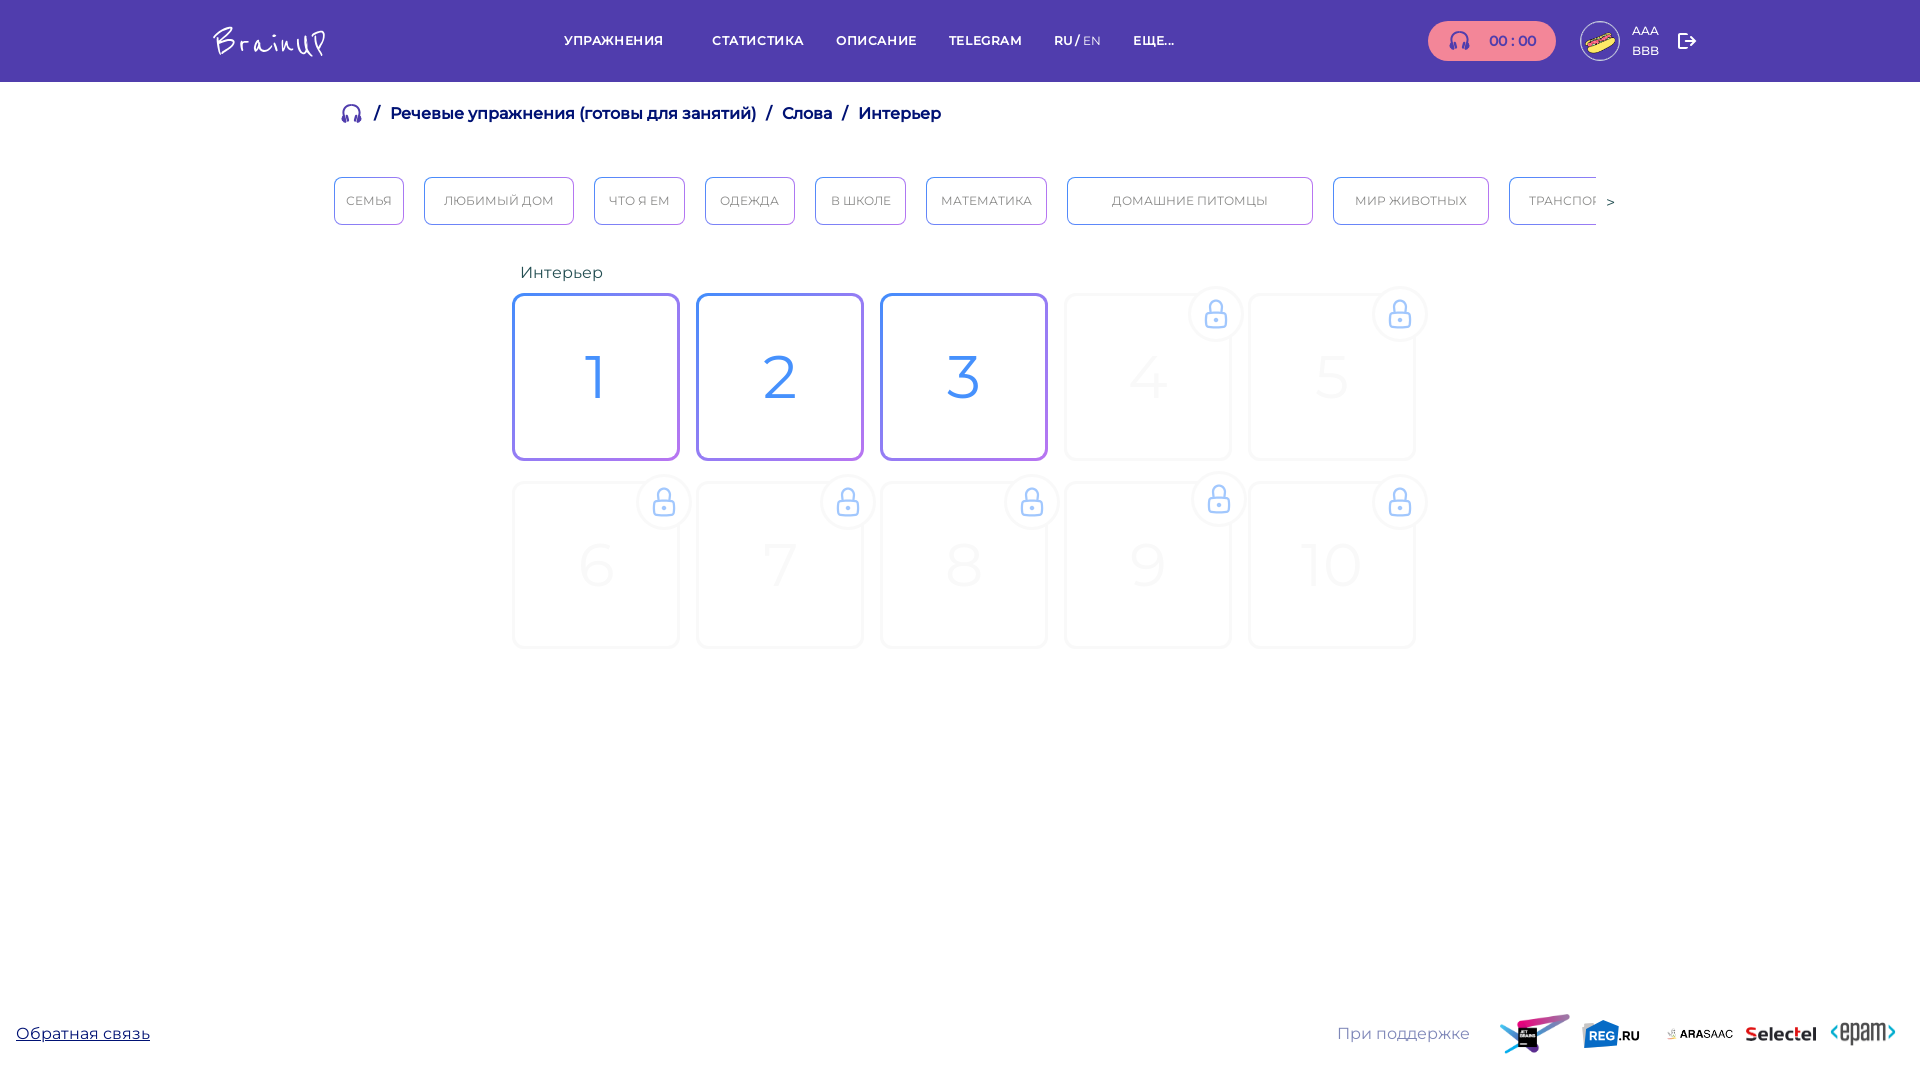 BrainUP
УПРАЖНЕНИЯ СТАТИСТИКА ОПИСАНИЕ TELEGRAM RU / EN ЕЩЕ... 00 : 00 AAA
BBB
/ Речевые упражнения (готовы для занятий) / Слова / Интерьер
СЕМЬЯ ЛЮБИМЫЙ ДОМ ЧТО Я ЕМ ОДЕЖДА В ШКОЛЕ МАТЕМАТИКА ДОМАШНИЕ ПИТОМЦЫ МИР ЖИВОТНЫХ ТРАНСПОР >
Интерьер
1 2 3 4 5
6 7 8 9 10
Обратная связь
При поддержке JET BRAINS REG.RU ARASAAC Selectel <epam>